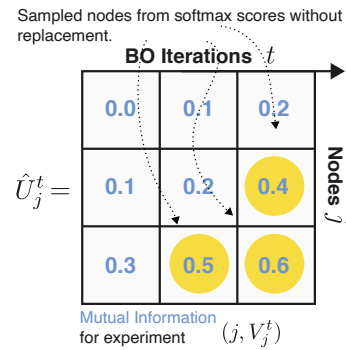 Sampled nodes from softmax scores without
replacement.
BO Iterations t
0.0 0.1 0.2
Û_j^t = 0.1 0.2 0.4
Nodes j
0.3 0.5 0.6
Mutual Information
for experiment (j, V_j^t)